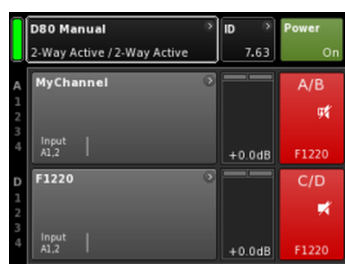 D80 Manual
ID
Power
2-Way Active / 2-Way Active
7.63
On
A
1
2
3
4
MyChannel
Input
A1,2
+0.0dB
A/B
F1220
D
1
2
3
4
F1220
Input
A1,2
+0.0dB
C/D
F1220